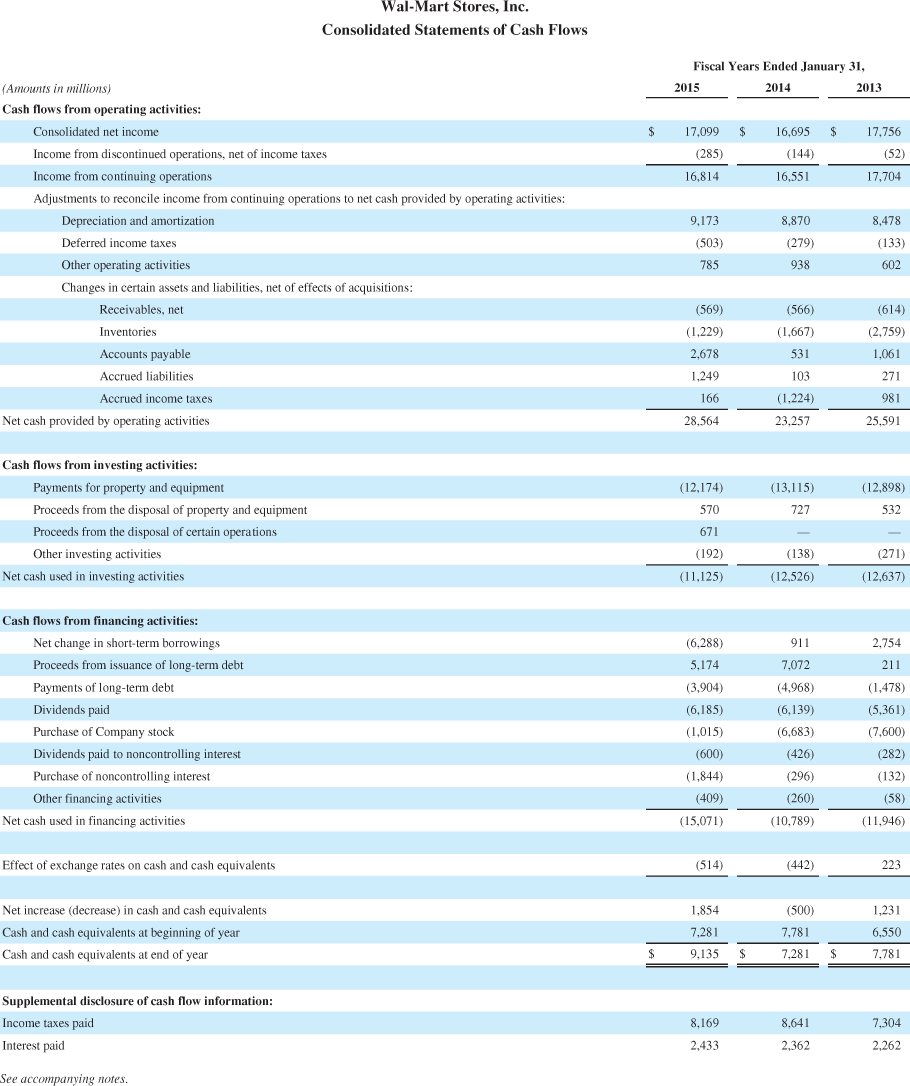 Wal-Mart Stores, Inc.
Consolidated Statements of Cash Flows
Fiscal Years Ended January 31,
(Amounts in millions) 2015 2014 2013
Cash flows from operating activities:
Consolidated net income $ 17,099 $ 16,695 $ 17,756
Income from discontinued operations, net of income taxes (285) (144) (52)
Income from continuing operations 16,814 16,551 17,704
Adjustments to reconcile income from continuing operations to net cash provided by operating activities:
Depreciation and amortization 9,173 8,870 8,478
Deferred income taxes (503) (279) (133)
Other operating activities 785 938 602
Changes in certain assets and liabilities, net of effects of acquisitions:
Receivables, net (569) (566) (614)
Inventories (1,229) (1,667) (2,759)
Accounts payable 2,678 531 1,061
Accrued liabilities 1,249 103 271
Accrued income taxes 166 (1,224) 981
Net cash provided by operating activities 28,564 23,257 25,591
Cash flows from investing activities:
Payments for property and equipment (12,174) (13,115) (12,898)
Proceeds from the disposal of property and equipment 570 727 532
Proceeds from the disposal of certain operations 671 — —
Other investing activities (192) (138) (271)
Net cash used in investing activities (11,125) (12,526) (12,637)
Cash flows from financing activities:
Net change in short-term borrowings (6,288) 911 2,754
Proceeds from issuance of long-term debt 5,174 7,072 211
Payments of long-term debt (3,904) (4,968) (1,478)
Dividends paid (6,185) (6,139) (5,361)
Purchase of Company stock (1,015) (6,683) (7,600)
Dividends paid to noncontrolling interest (600) (426) (282)
Purchase of noncontrolling interest (1,844) (296) (132)
Other financing activities (409) (260) (58)
Net cash used in financing activities (15,071) (10,789) (11,946)
Effect of exchange rates on cash and cash equivalents (514) (442) 223
Net increase (decrease) in cash and cash equivalents 1,854 (500) 1,231
Cash and cash equivalents at beginning of year 7,281 7,781 6,550
Cash and cash equivalents at end of year $ 9,135 $ 7,281 $ 7,781
Supplemental disclosure of cash flow information:
Income taxes paid 8,169 8,641 7,304
Interest paid 2,433 2,362 2,262
See accompanying notes.